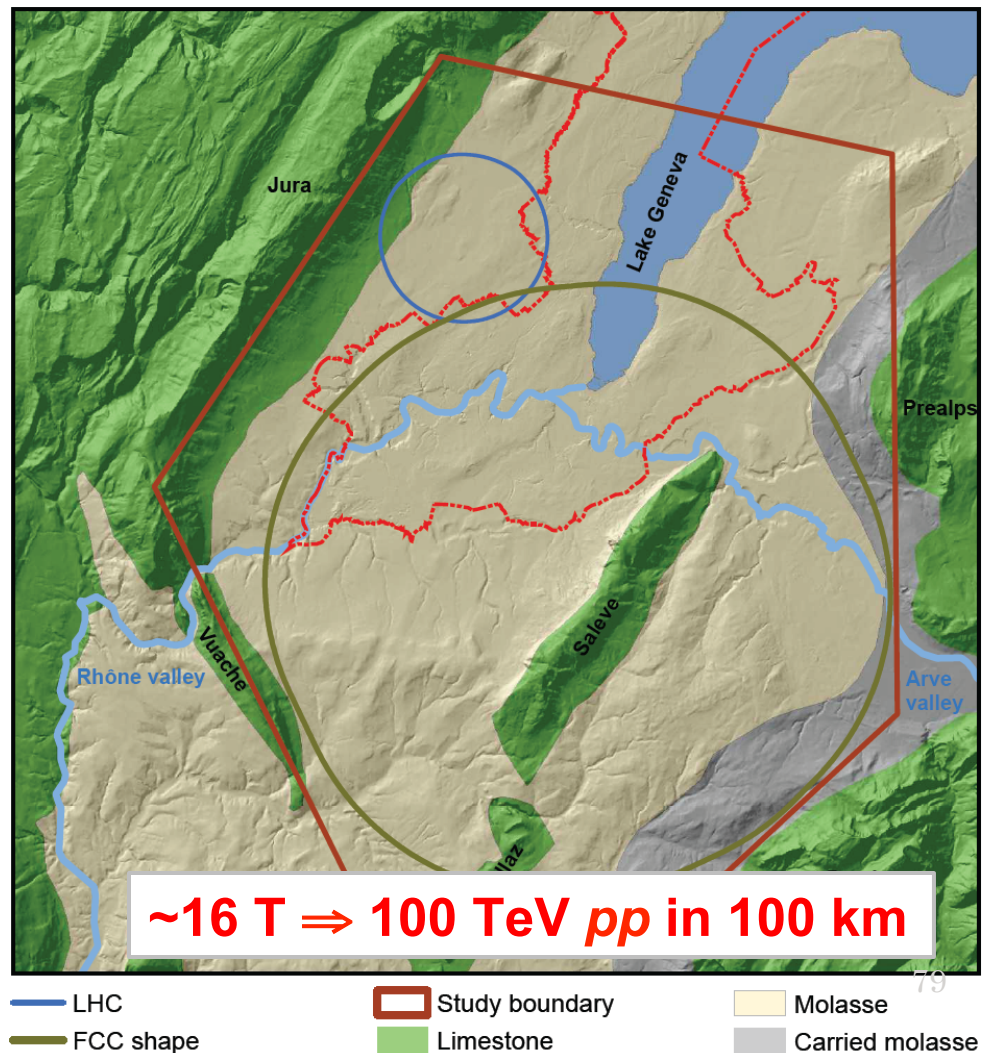 Jura
Lake Geneva
Prealps
Saleve
Vuache
Rhône valley
Arve
valley
llaz
~16 T ⇒ 100 TeV pp in 100 km
79
LHC
Study boundary
Molasse
FCC shape
Limestone
Carried molasse